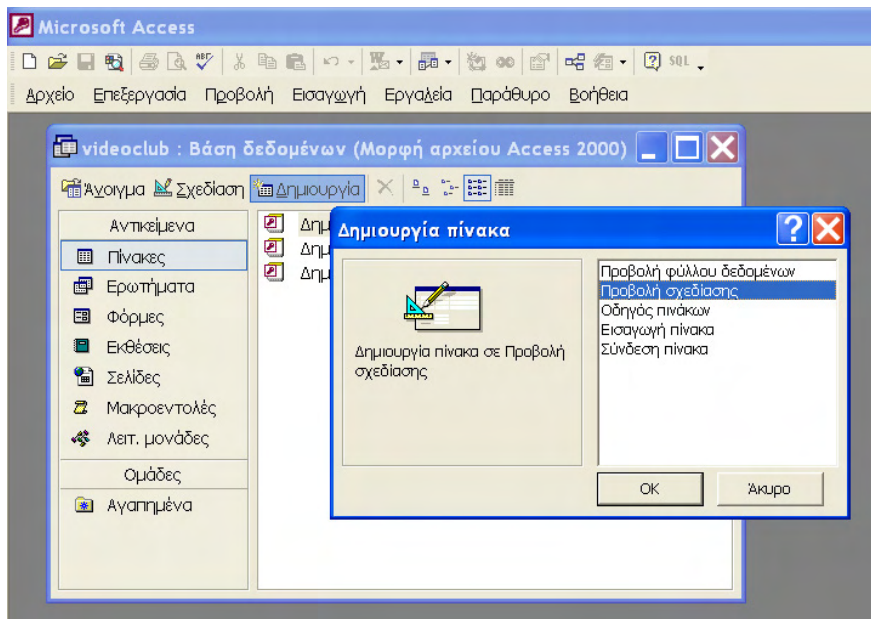 Microsoft Access
SQL
Αρχείο Επεξεργασία Προβολή Εισαγωγή Εργαλεία Παράθυρο Βοήθεια
videoclub : Βάση δεδομένων (Μορφή αρχείου Access 2000)
Άνοιγμα Σχεδίαση Δημιουργία
Αντικείμενα
Πίνακες
Ερωτήματα
Φόρμες
Εκθέσεις
Σελίδες
Μακροεντολές
Λειτ. μονάδες
Ομάδες
Αγαπημένα
Δημ
Δημ
Δημ
Δημιουργία πίνακα
Δημιουργία πίνακα σε Προβολή
σχεδίασης
Προβολή φύλλου δεδομένων
Προβολή σχεδίασης
Οδηγός πινάκων
Εισαγωγή πίνακα
Σύνδεση πίνακα
OK Άκυρο